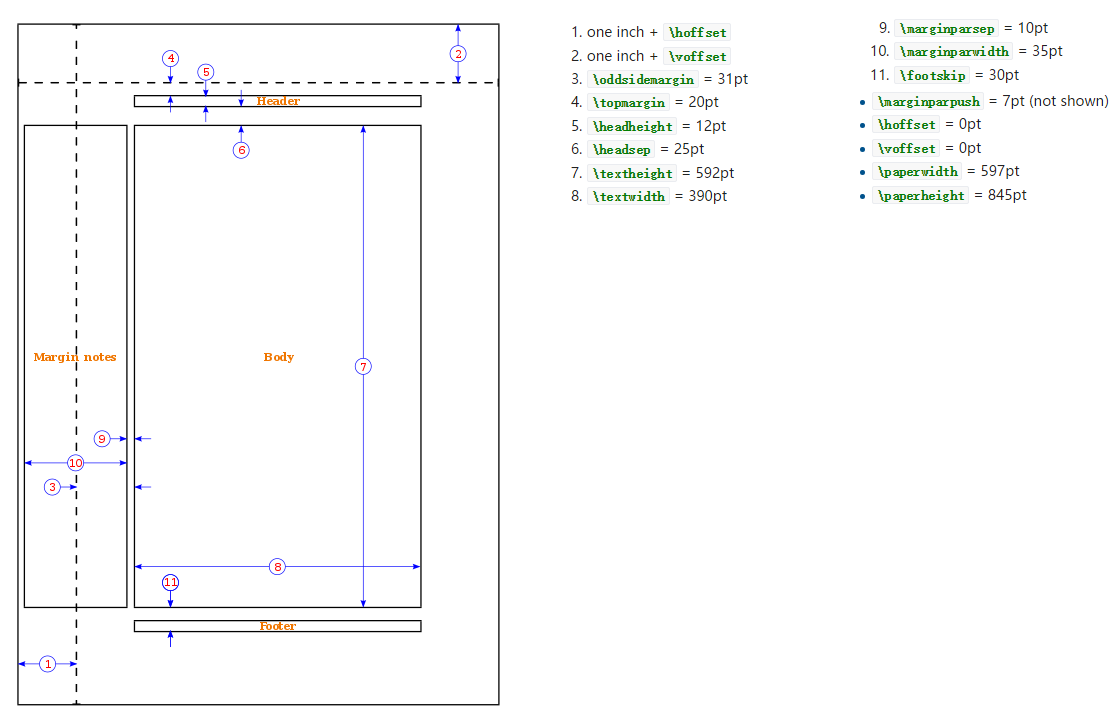 4
5
2
Header
6
Margin notes
Body
7
9
10
3
8
11
Footer
1
1. one inch + \hoffset
2. one inch + \voffset
3. \oddsidemargin = 31pt
4. \topmargin = 20pt
5. \headheight = 12pt
6. \headsep = 25pt
7. \textheight = 592pt
8. \textwidth = 390pt
9. \marginparsep = 10pt
10. \marginparwidth = 35pt
11. \footskip = 30pt
• \marginparpush = 7pt (not shown)
• \hoffset = 0pt
• \voffset = 0pt
• \paperwidth = 597pt
• \paperheight = 845pt